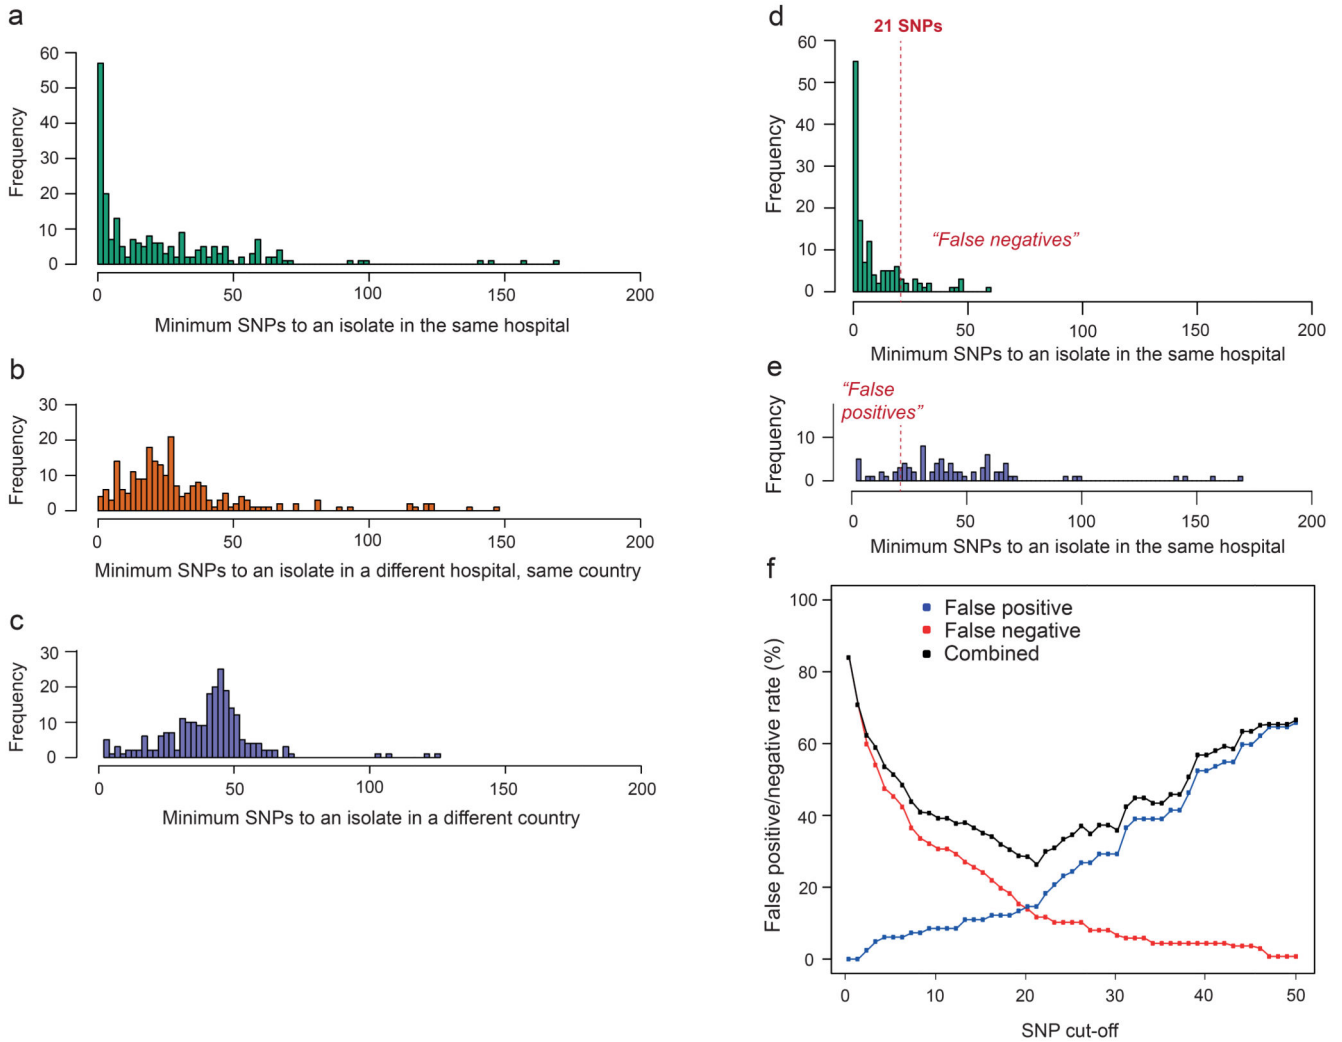 a
60
50
40
30
20
10
0
Frequency
0 50 100 150 200
Minimum SNPs to an isolate in the same hospital
b
30
20
10
0
Frequency
0 50 100 150 200
Minimum SNPs to an isolate in a different hospital, same country
c
30
20
10
0
Frequency
0 50 100 150 200
Minimum SNPs to an isolate in a different country
d
21 SNPs
60
50
40
30
20
10
0
Frequency
“False negatives”
0 50 100 150 200
Minimum SNPs to an isolate in the same hospital
e
“False
positives”
10
0
Frequency
0 50 100 150 200
Minimum SNPs to an isolate in the same hospital
f
100
80
60
40
20
0
False positive/negative rate (%)
False positive
False negative
Combined
0 10 20 30 40 50
SNP cut-off